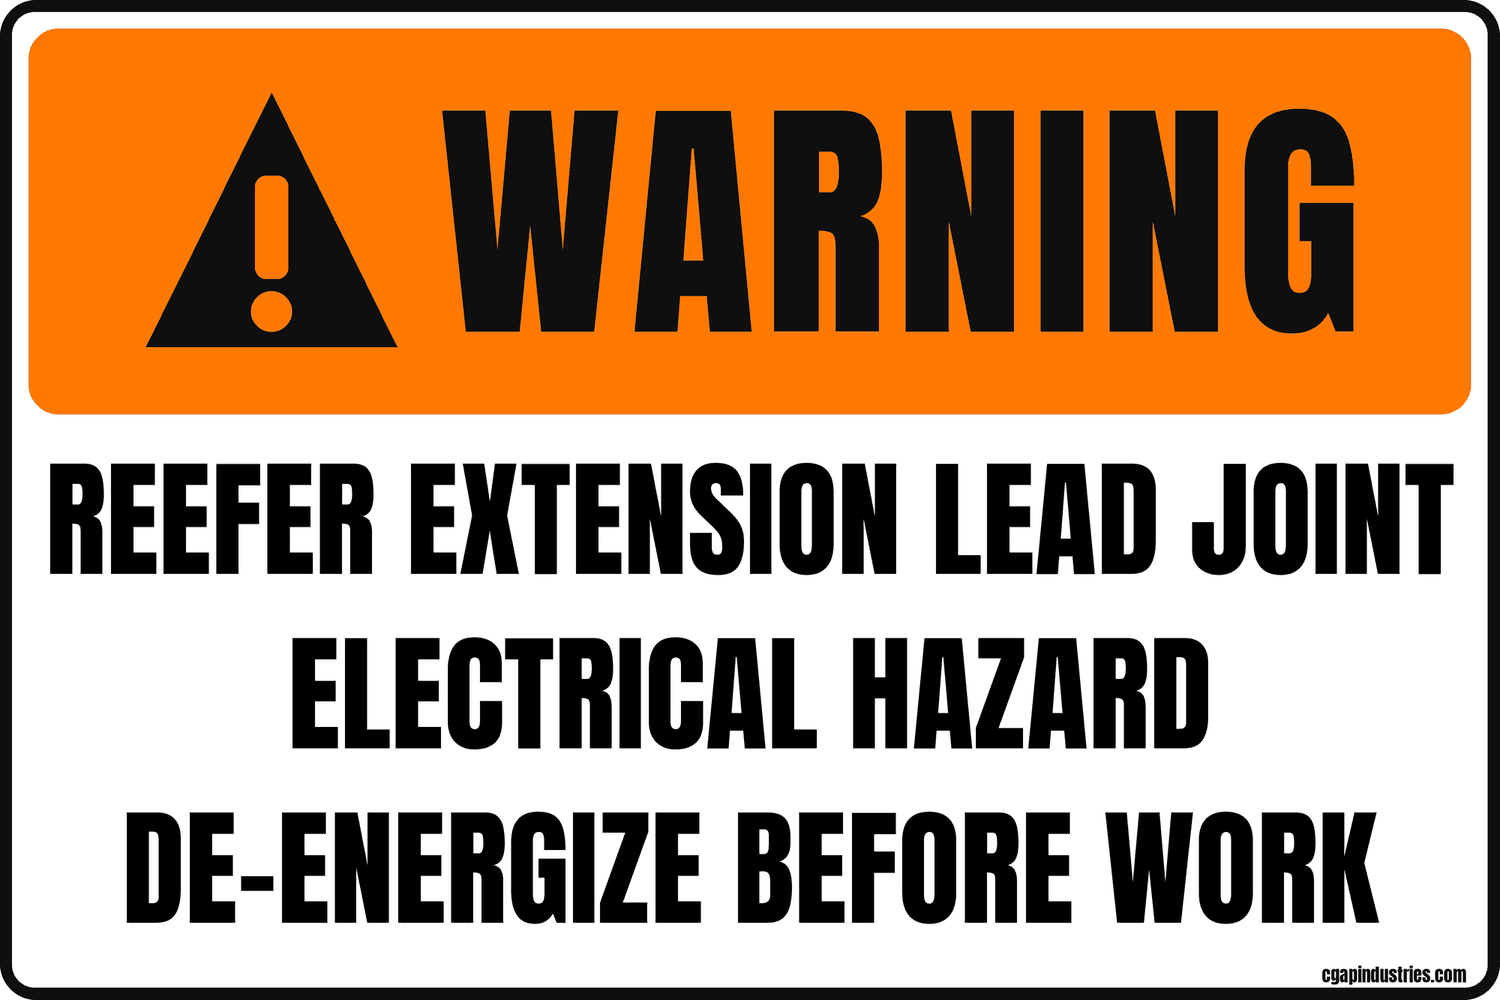 WARNING
REEFER EXTENSION LEAD JOINT
ELECTRICAL HAZARD
DE-ENERGIZE BEFORE WORK
cgapindustries.com